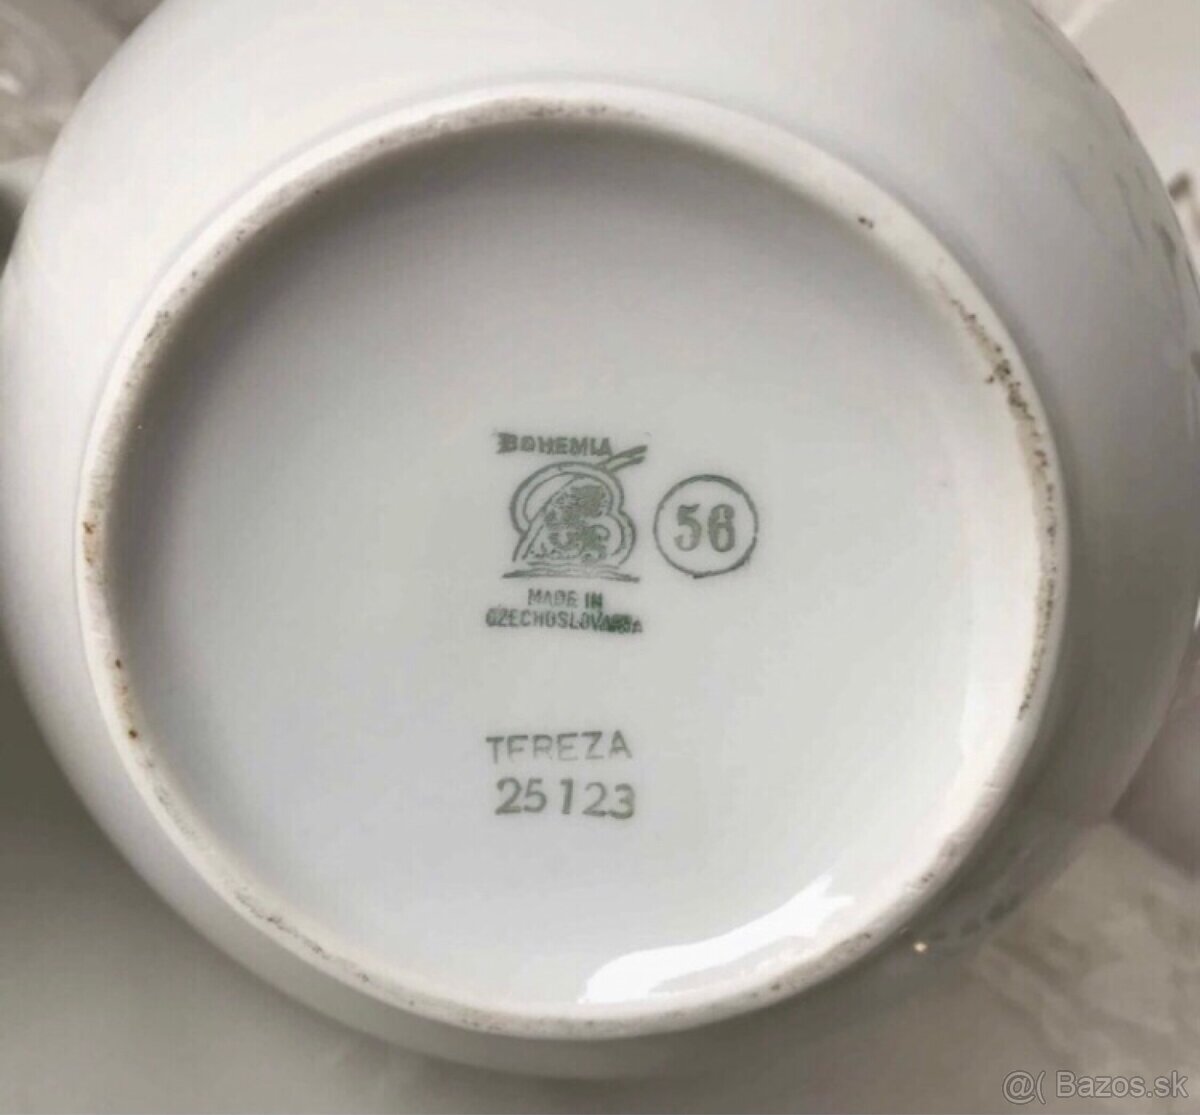 BOHEMIA
B
56
MADE IN
CZECHOSLOVAKIA
TEREZA
25123
@( Bazos.sk